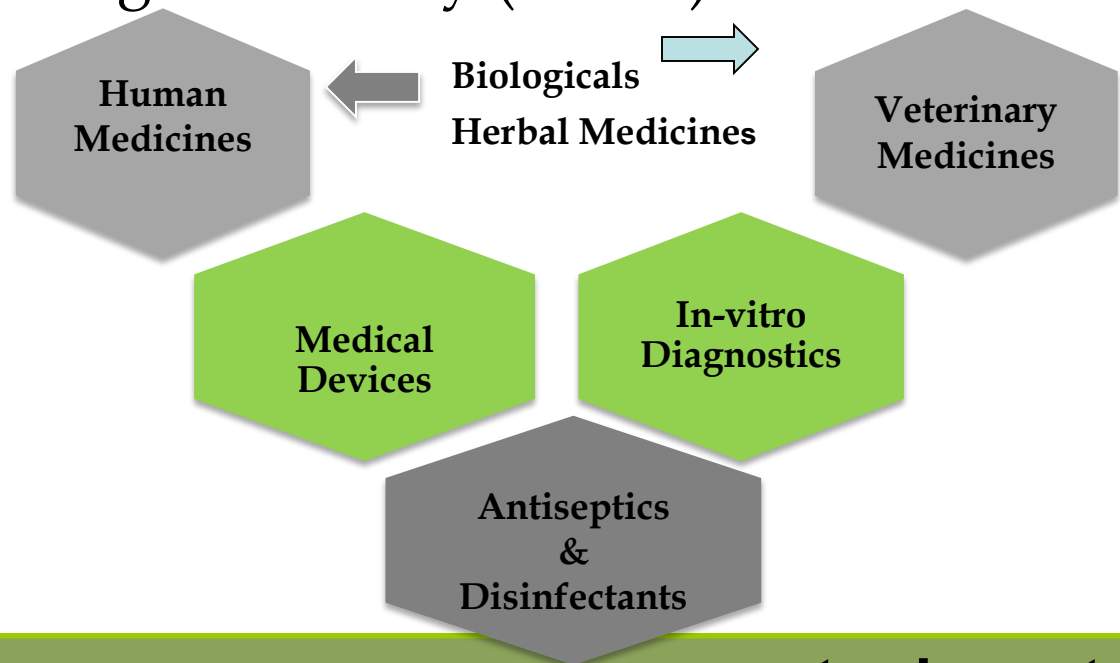 Human
Medicines
Biologicals
Herbal Medicines
Veterinary
Medicines
Medical
Devices
In-vitro
Diagnostics
Antiseptics
&
Disinfectants